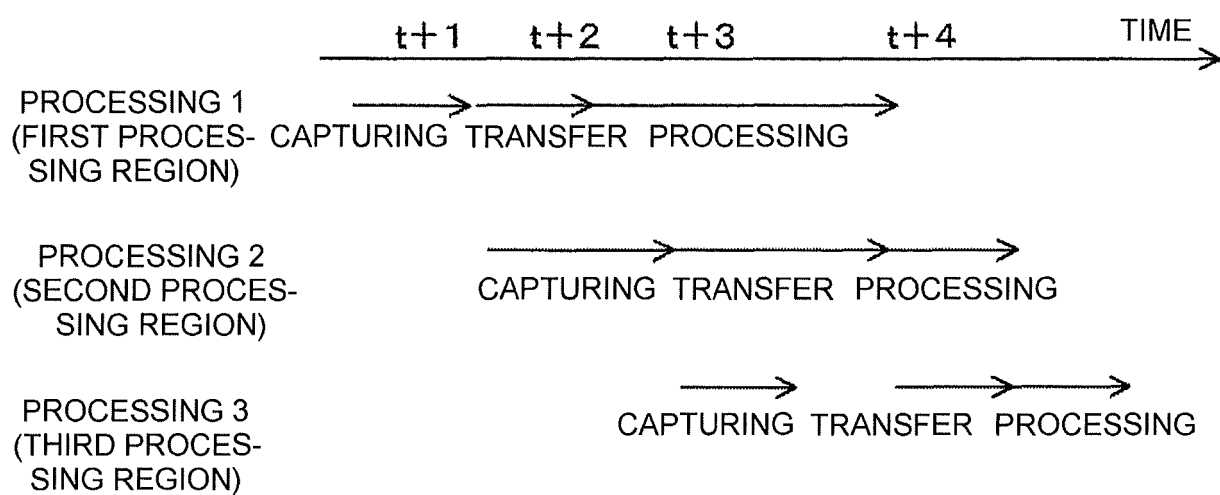 t+1 t+2 t+3 t+4 TIME
PROCESSING 1
(FIRST PROCES-
SING REGION)
CAPTURING TRANSFER PROCESSING
PROCESSING 2
(SECOND PROCES-
SING REGION)
CAPTURING TRANSFER PROCESSING
PROCESSING 3
(THIRD PROCES-
SING REGION)
CAPTURING TRANSFER PROCESSING